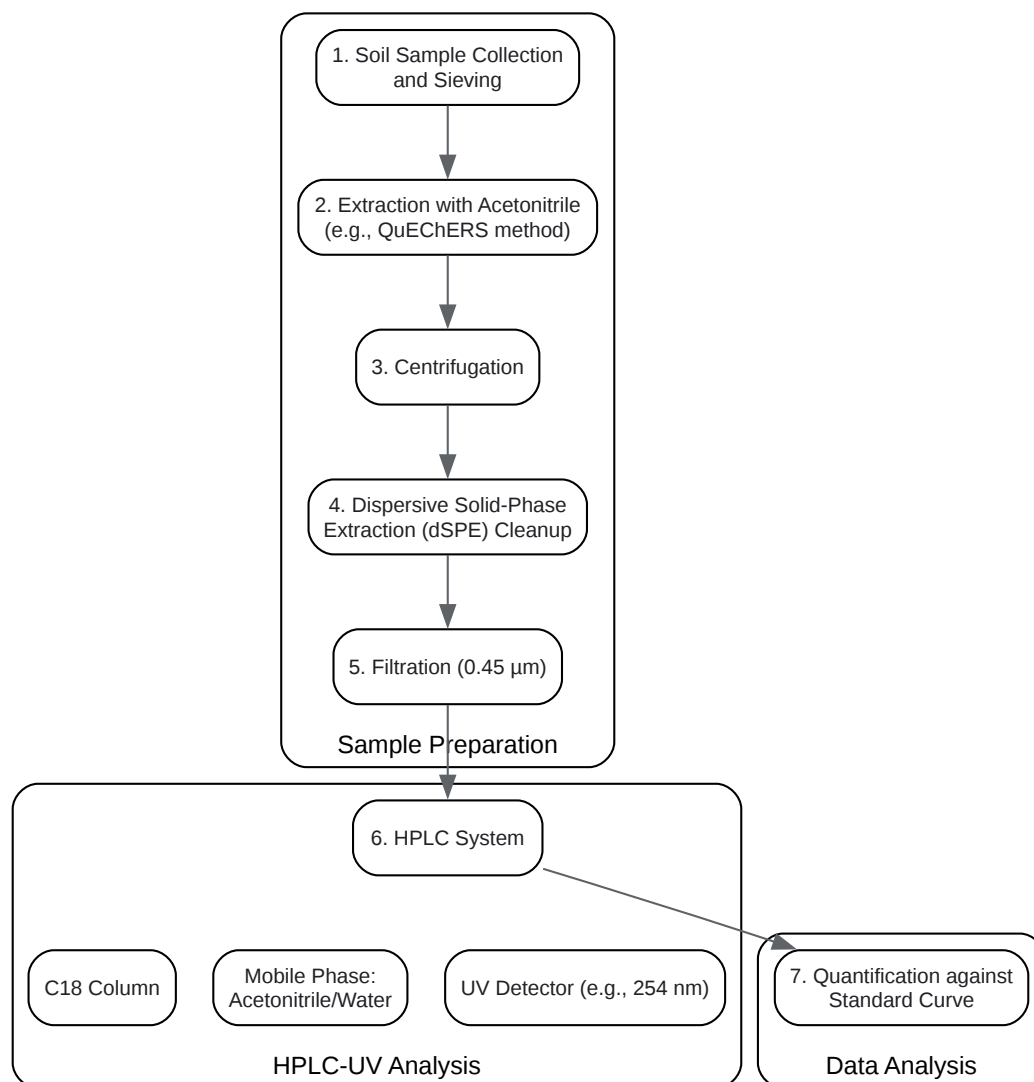 1. Soil Sample Collection
and Sieving
2. Extraction with Acetonitrile
(e.g., QuEChERS method)
3. Centrifugation
4. Dispersive Solid-Phase
Extraction (dSPE) Cleanup
5. Filtration (0.45 µm)
Sample Preparation
6. HPLC System
C18 Column
Mobile Phase:
Acetonitrile/Water
UV Detector (e.g., 254 nm)
HPLC-UV Analysis
7. Quantification against
Standard Curve
Data Analysis